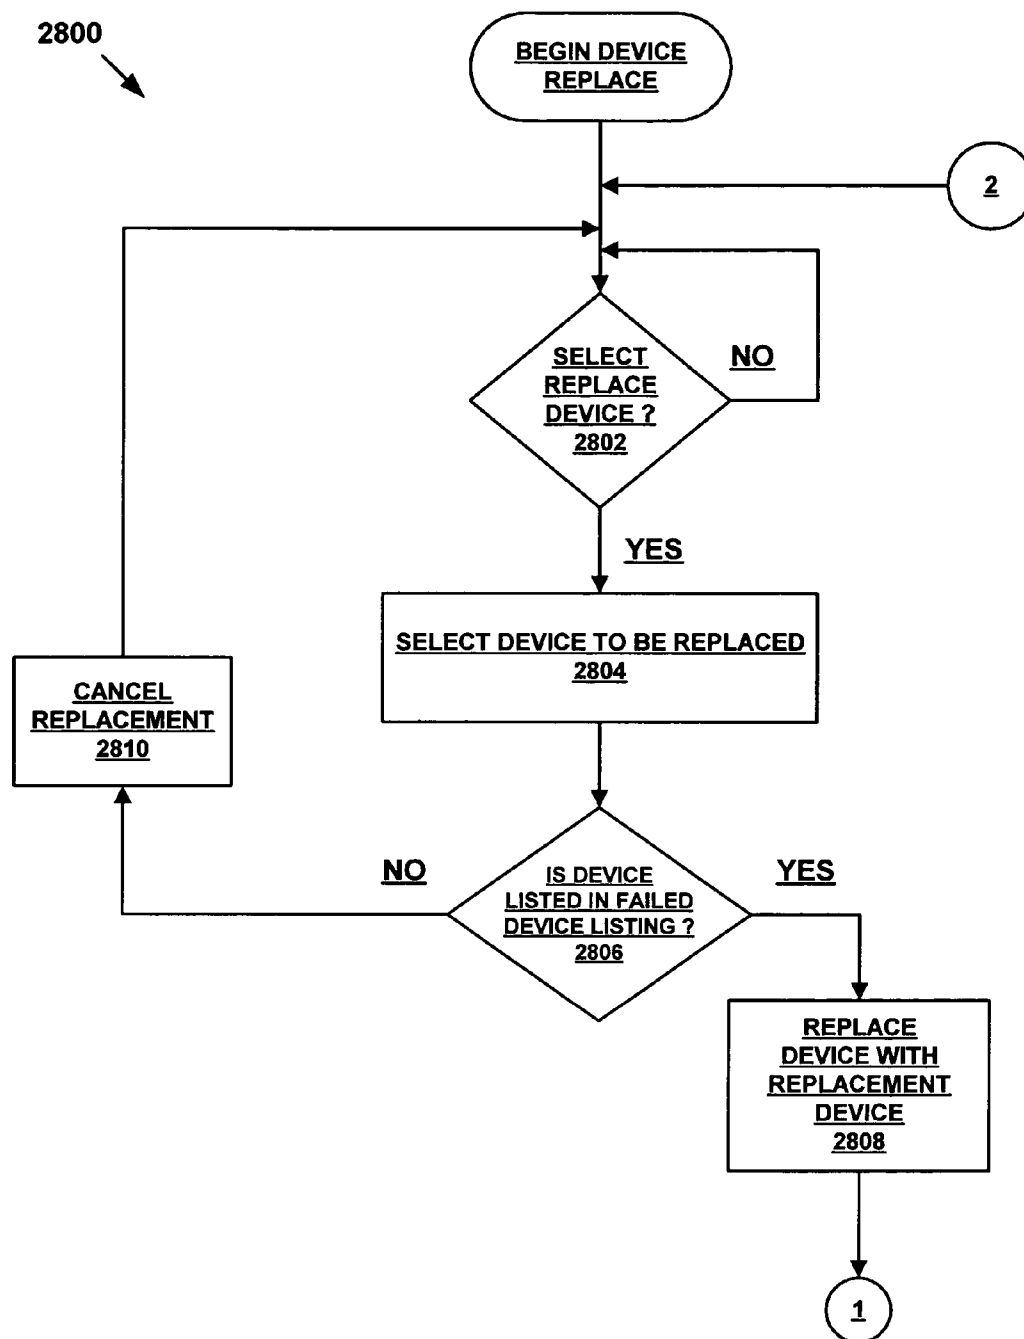 2800
BEGIN DEVICE
REPLACE
2
SELECT
REPLACE
DEVICE ?
2802
NO
YES
SELECT DEVICE TO BE REPLACED
2804
CANCEL
REPLACEMENT
2810
NO
IS DEVICE
LISTED IN FAILED
DEVICE LISTING ?
2806
YES
REPLACE
DEVICE WITH
REPLACEMENT
DEVICE
2808
1